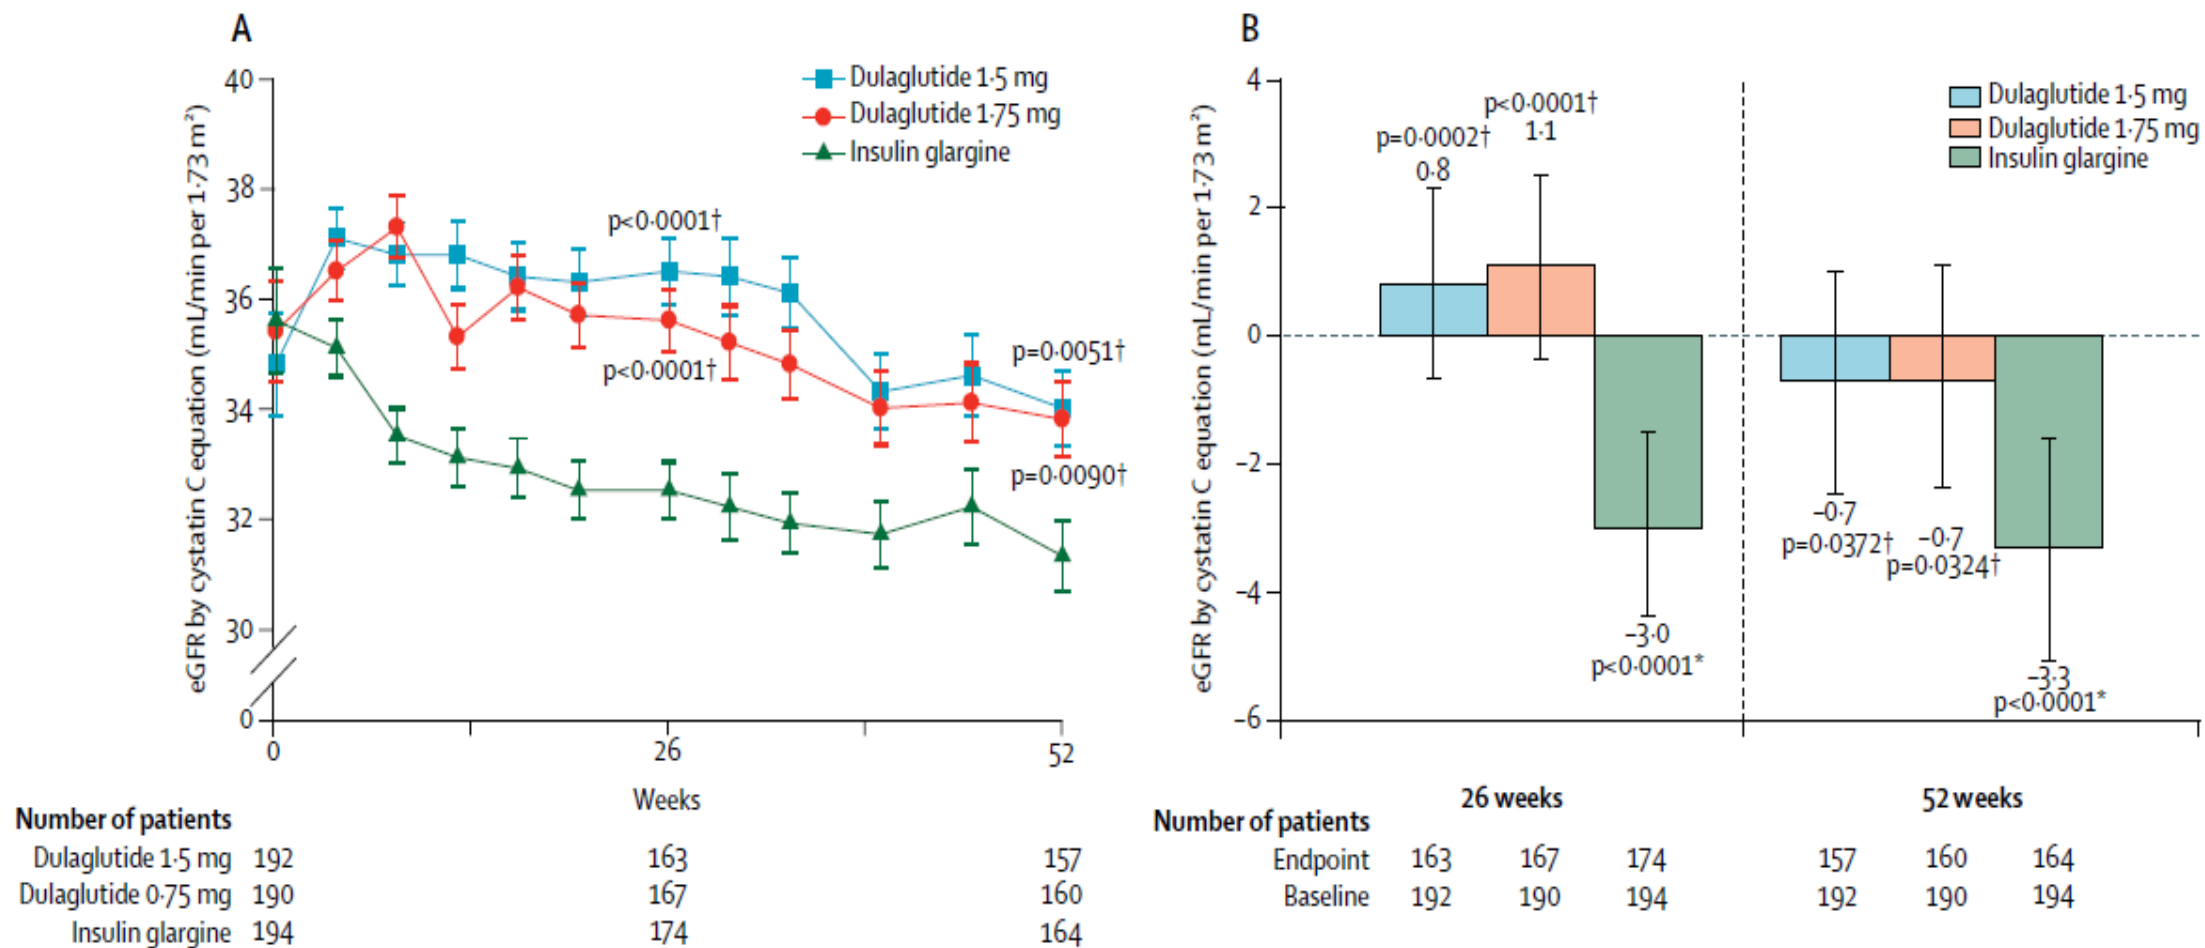 A
Dulaglutide 1·5 mg
Dulaglutide 1·75 mg
Insulin glargine
eGFR by cystatin C equation (mL/min per 1·73 m²)
40
38
36
34
32
30
0
p<0·0001†
p<0·0001†
p=0·0051†
p=0·0090†
0 26 52
Weeks
Number of patients
Dulaglutide 1·5 mg 192 163 157
Dulaglutide 0·75 mg 190 167 160
Insulin glargine 194 174 164
B
Dulaglutide 1·5 mg
Dulaglutide 1·75 mg
Insulin glargine
eGFR by cystatin C equation (mL/min per 1·73 m²)
4
2
0
−2
−4
−6
p=0·0002†
0·8
p<0·0001†
1·1
−3·0
p<0·0001*
−0·7
p=0·0372†
−0·7
p=0·0324†
−3·3
p<0·0001*
26 weeks 52 weeks
Number of patients
Endpoint 163 167 174 157 160 164
Baseline 192 190 194 192 190 194